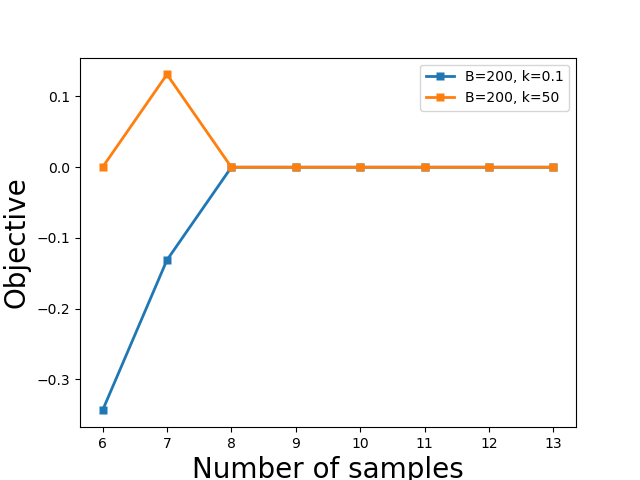 B=200, k=0.1
B=200, k=50
0.1
0.0
−0.1
−0.2
−0.3
Objective
6 7 8 9 10 11 12 13
Number of samples